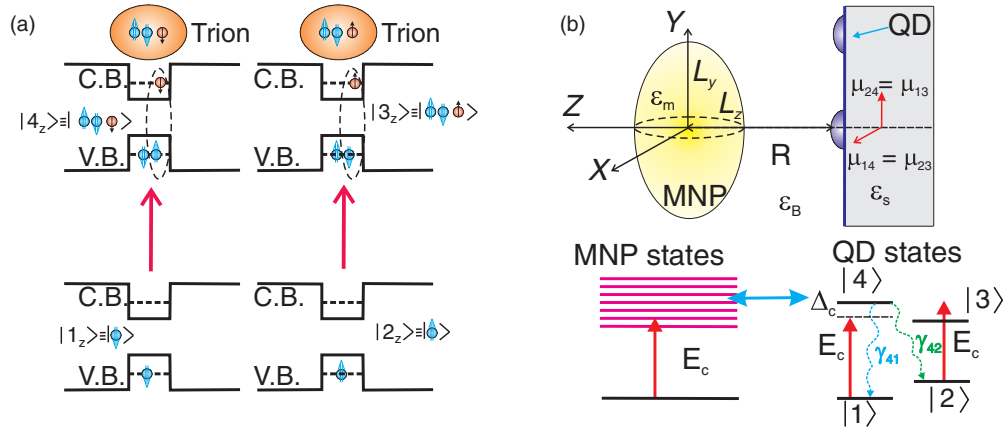 (a)
Trion
Trion
C.B.
C.B.
|4z>≡| >
|3z>≡| >
V.B.
V.B.
C.B.
C.B.
|1z>≡| >
|2z>≡| >
V.B.
V.B.
(b)
Y
QD
εm
Ly
Lz
μ24= μ13
Z
R
X
MNP
εB
μ14 = μ23
εs
MNP states
QD states
|4>
Δc
|3>
Ec
Ec
γ41
γ42
Ec
|1>
|2>